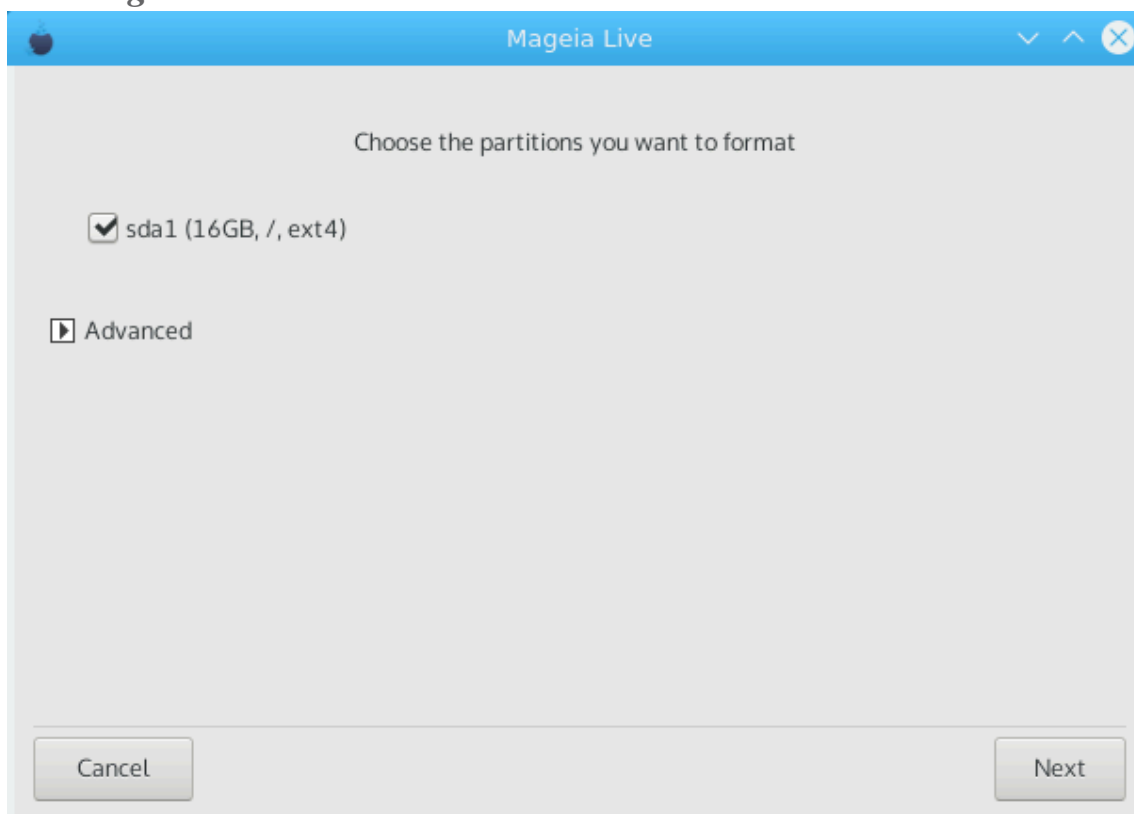 Mageia Live
Choose the partitions you want to format
sda1 (16GB, /, ext4)
Advanced
Cancel
Next